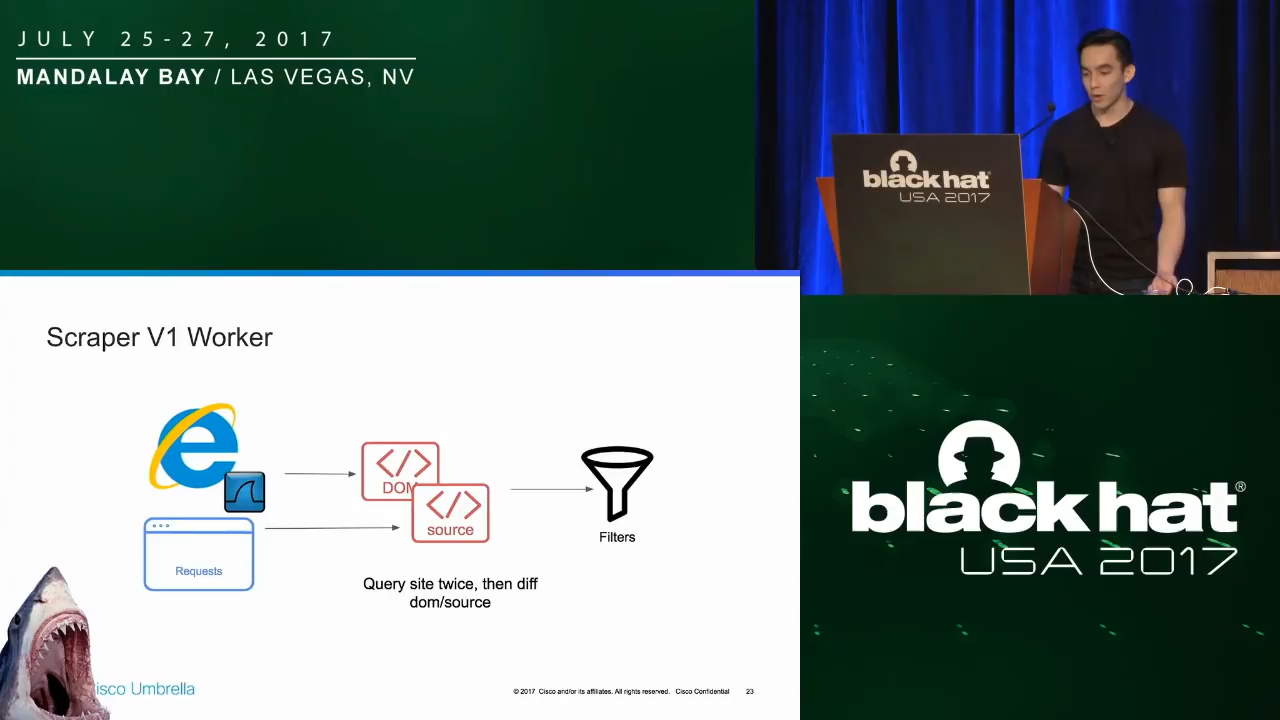 JULY 25-27, 2017
MANDALAY BAY / LAS VEGAS, NV
black hat
USA 2017
Scraper V1 Worker
DOM
source
Requests
Filters
Query site twice, then diff
dom/source
isco Umbrella
© 2017 Cisco and/or its affiliates. All rights reserved. Cisco Confidential 23
black hat®
USA 2017